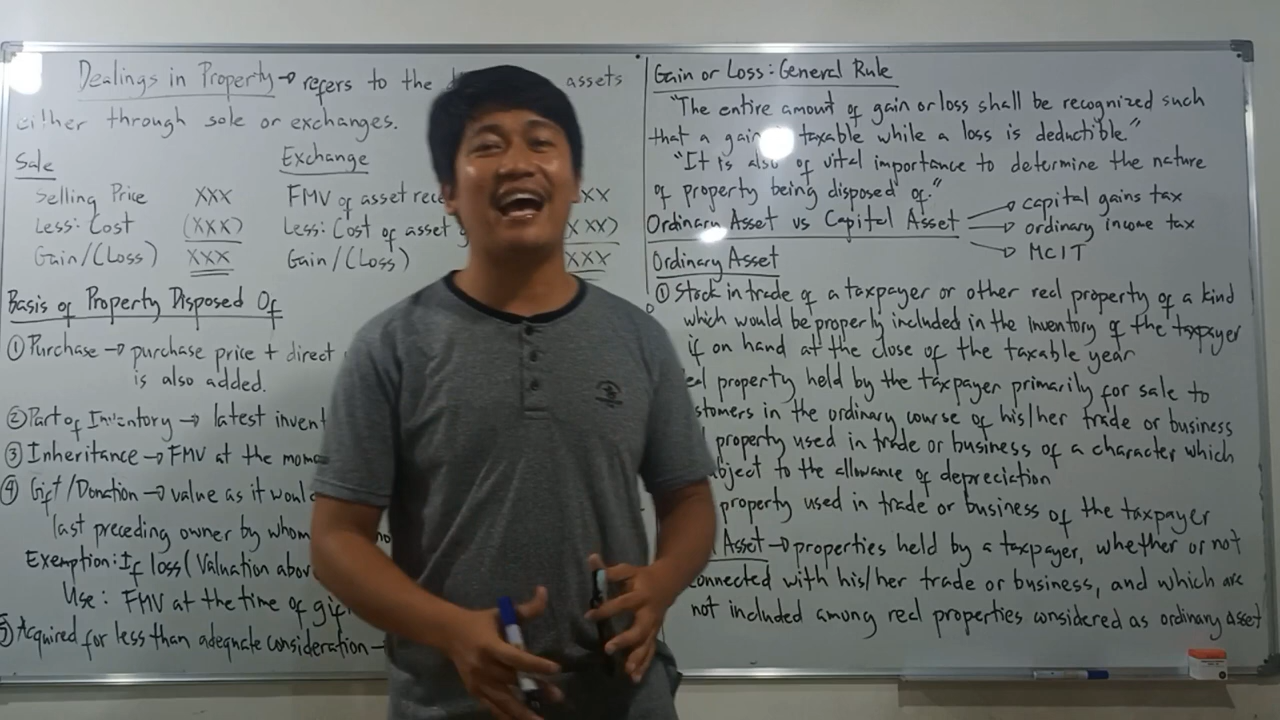 Dealings in Property → refers to the assets
either through sale or exchanges.
Sale
Selling Price XXX
Less: Cost (XXX)
Gain/(Loss) XXX
Exchange
FMV of asset XX
Less: Cost of asset XXX)
Gain/(Loss) XXX
Basis of Property Disposed Of
① Purchase → purchase price + direct
is also added.
② Part of Inventory → latest
③ Inheritance → FMV at the
④ Gift/Donation → value as it
last preceding owner by whom
Exemption: If loss (Valuation
Use: FMV at the time of
⑤ Acquired for less than adequate consideration →
Gain or Loss: General Rule
"The entire amount of gain or loss shall be recognized such
that a taxable while a loss is deductible"
"It is of vital importance to determine the nature
of property being disposed of."
Ordinary Asset vs Capital Asset → capital gains tax
→ ordinary income tax
→ MCIT
Ordinary Asset
① Stock in trade of a taxpayer or other real property of a kind
which would be properly included in the inventory of the taxpayer
if on hand at the close of the taxable year
property held by the taxpayer primarily for sale to
in the ordinary course of his/her trade or business
property used in trade or business of a character which
to the allowance of depreciation
property used in trade or business of the taxpayer
Asset → properties held by a taxpayer, whether or not
connected with his/her trade or business, and which are
not included among real properties considered as ordinary asset